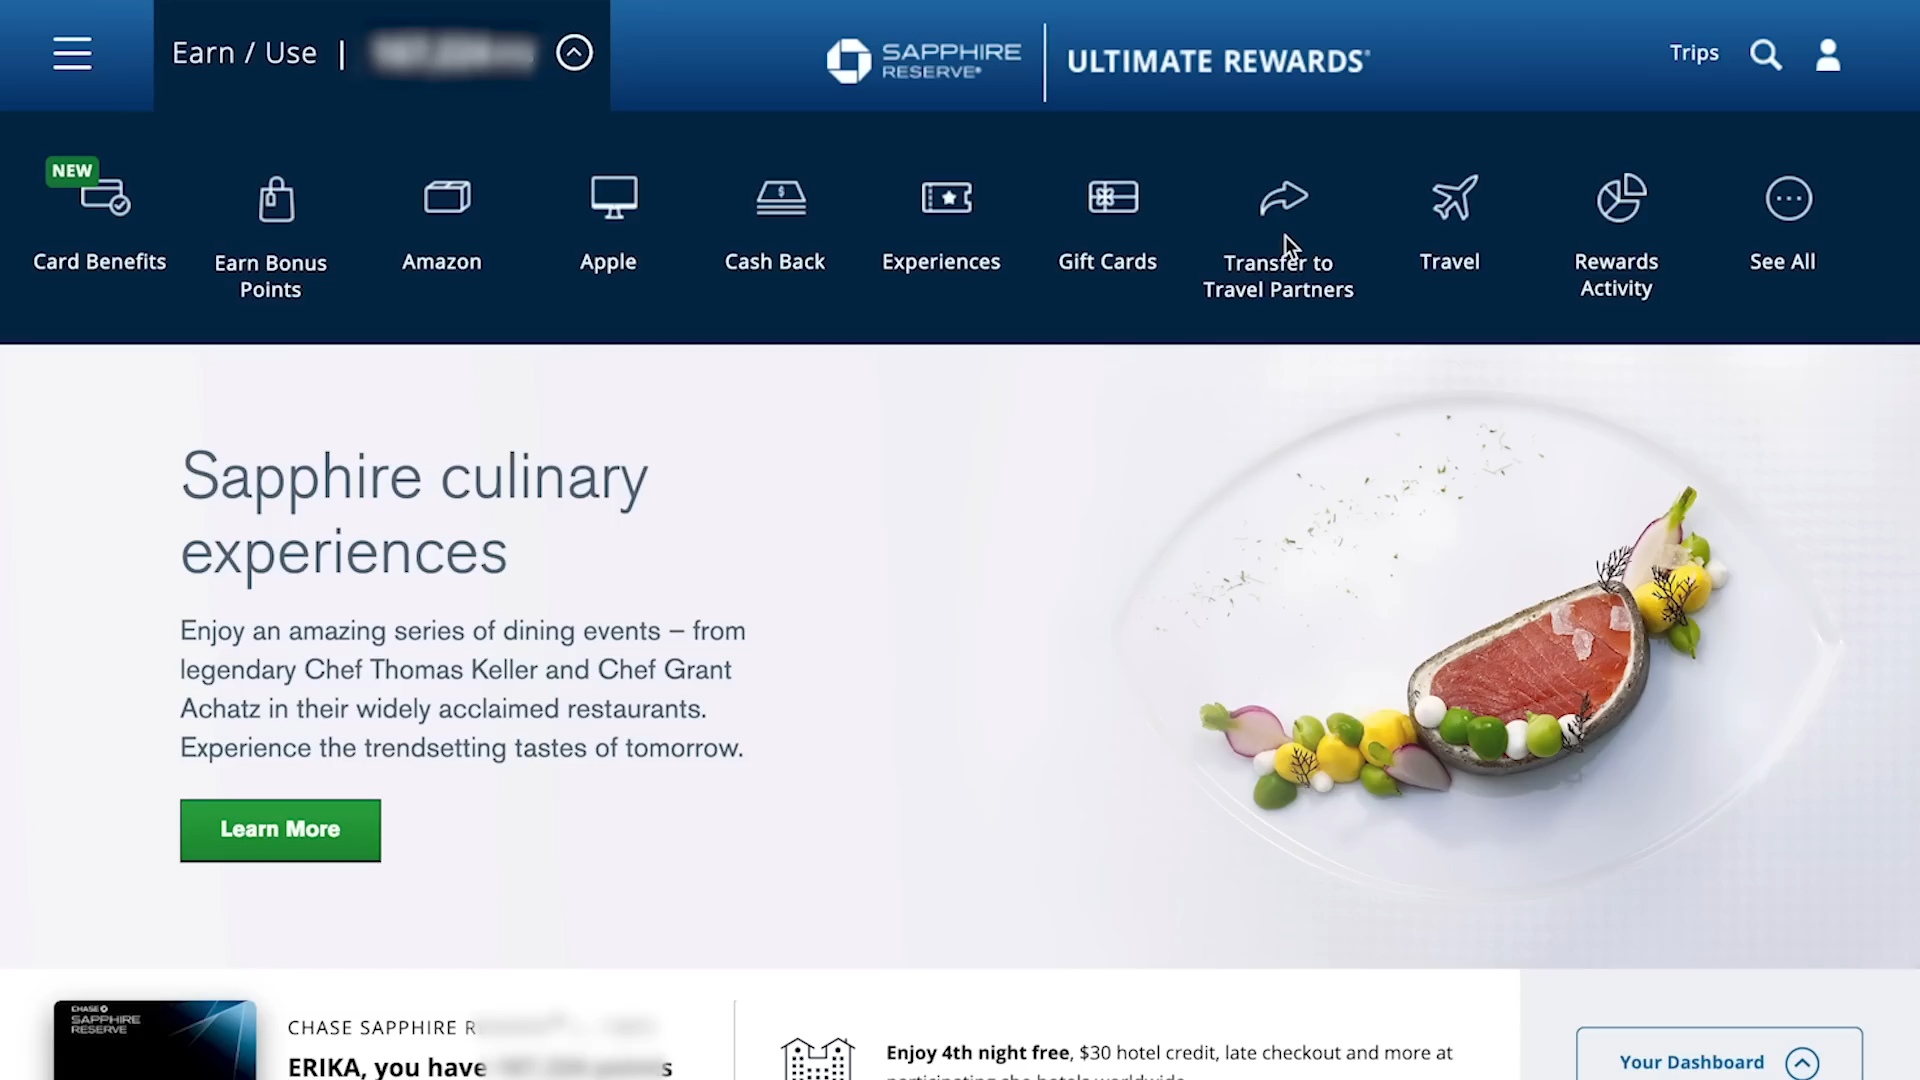 Earn / Use |
SAPPHIRE
RESERVE®
ULTIMATE REWARDS®
Trips
NEW
Card Benefits
Earn Bonus
Points
Amazon
Apple
Cash Back
Experiences
Gift Cards
Transfer to
Travel Partners
Travel
Rewards
Activity
See All
Sapphire culinary
experiences
Enjoy an amazing series of dining events – from
legendary Chef Thomas Keller and Chef Grant
Achatz in their widely acclaimed restaurants.
Experience the trendsetting tastes of tomorrow.
Learn More
CHASE
SAPPHIRE
RESERVE
CHASE SAPPHIRE
ERIKA, you have
Enjoy 4th night free, $30 hotel credit, late checkout and more at
Your Dashboard